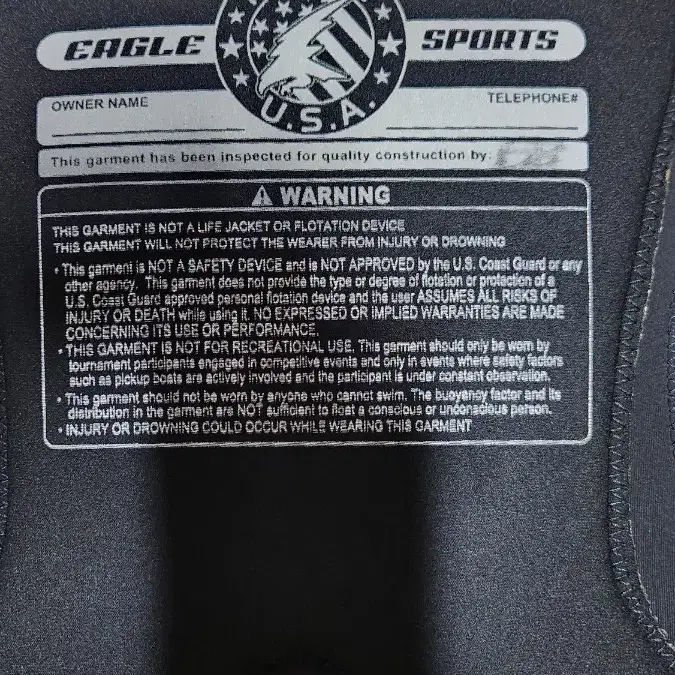 EAGLE SPORTS
U.S.A.
OWNER NAME TELEPHONE#
This garment has been inspected for quality construction by:
WARNING
THIS GARMENT IS NOT A LIFE JACKET OR FLOTATION DEVICE
THIS GARMENT WILL NOT PROTECT THE WEARER FROM INJURY OR DROWNING
• This garment is NOT A SAFETY DEVICE and is NOT APPROVED by the U.S. Coast Guard or any
other agency. This garment does not provide the type or degree of flotation or protection of a
U.S. Coast Guard approved personal flotation device and the user ASSUMES ALL RISKS OF
INJURY OR DEATH while using it. NO EXPRESSED OR IMPLIED WARRANTIES ARE MADE
CONCERNING ITS USE OR PERFORMANCE.
• THIS GARMENT IS NOT FOR RECREATIONAL USE. This garment should only be worn by
tournament participants engaged in competitive events and only in events where safety factors
such as pickup boats are actively involved and the participant is under constant observation.
• This garment should not be worn by anyone who cannot swim. The buoyancy factor and its
distribution in the garment are NOT sufficient to float a conscious or unconscious person.
• INJURY OR DROWNING COULD OCCUR WHILE WEARING THIS GARMENT